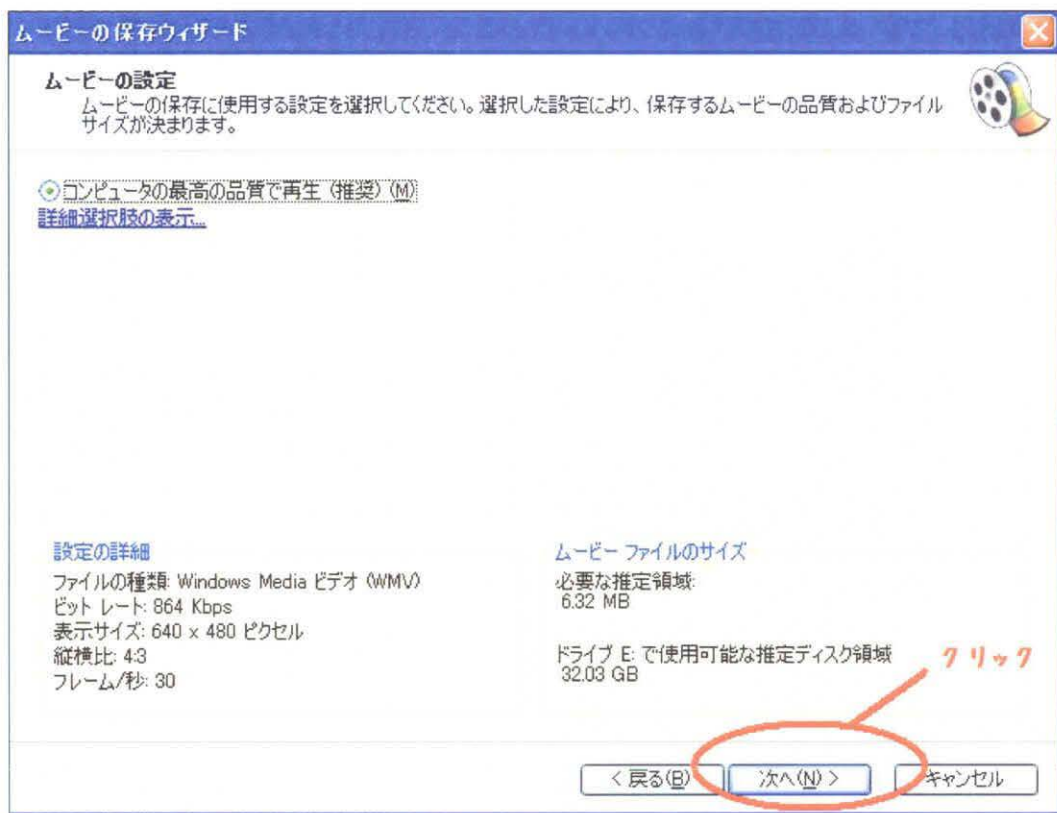 ムービーの保存ウィザード
ムービーの設定
ムービーの保存に使用する設定を選択してください。選択した設定により、保存するムービーの品質およびファイル
サイズが決まります。
コンピュータの最高の品質で再生 (推奨) (M)
詳細選択肢の表示...
設定の詳細
ファイルの種類: Windows Media ビデオ (WMV)
ビット レート: 864 Kbps
表示サイズ: 640 x 480 ピクセル
縦横比: 4:3
フレーム/秒: 30
ムービー ファイルのサイズ
必要な推定領域:
6.32 MB
ドライブ E: で使用可能な推定ディスク領域
32.03 GB
クリック
< 戻る(B)
次へ(N) >
キャンセル